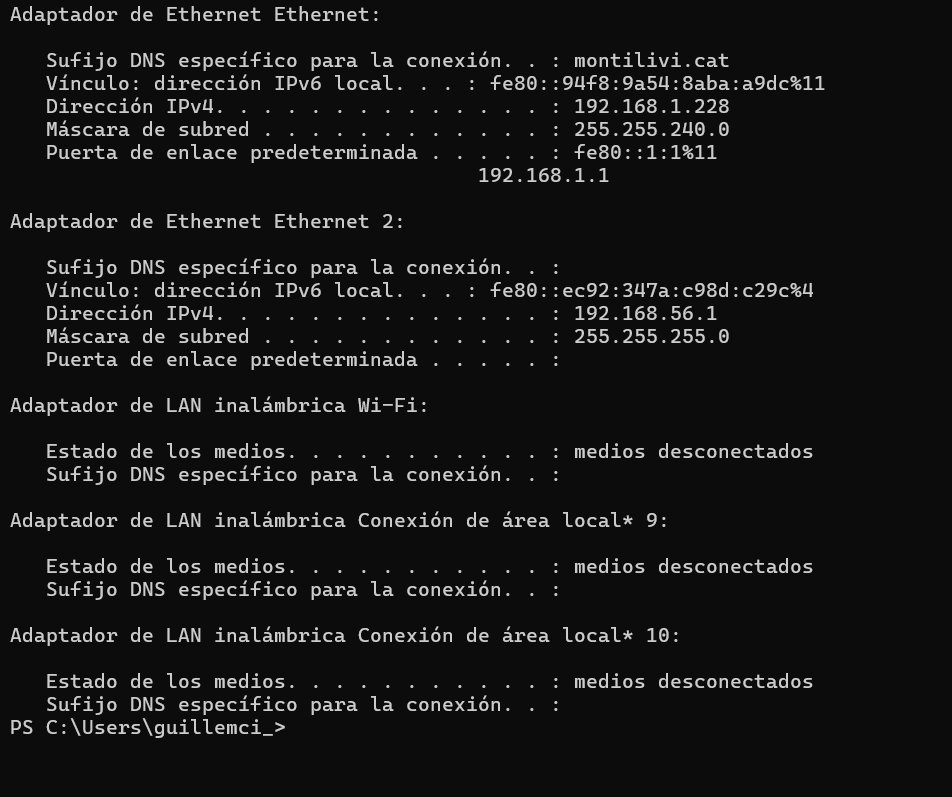 Adaptador de Ethernet Ethernet:
Sufijo DNS específico para la conexión. . : montilivi.cat
Vínculo: dirección IPv6 local. . . : fe80::94f8:9a54:8aba:a9dc%11
Dirección IPv4. . . . . . . . . . . . . . : 192.168.1.228
Máscara de subred . . . . . . . . . . . . : 255.255.240.0
Puerta de enlace predeterminada . . . . . : fe80::1:1%11
192.168.1.1
Adaptador de Ethernet Ethernet 2:
Sufijo DNS específico para la conexión. . :
Vínculo: dirección IPv6 local. . . : fe80::ec92:347a:c98d:c29c%4
Dirección IPv4. . . . . . . . . . . . . . : 192.168.56.1
Máscara de subred . . . . . . . . . . . . : 255.255.255.0
Puerta de enlace predeterminada . . . . . :
Adaptador de LAN inalámbrica Wi-Fi:
Estado de los medios. . . . . . . . . . . : medios desconectados
Sufijo DNS específico para la conexión. . :
Adaptador de LAN inalámbrica Conexión de área local* 9:
Estado de los medios. . . . . . . . . . . : medios desconectados
Sufijo DNS específico para la conexión. . :
Adaptador de LAN inalámbrica Conexión de área local* 10:
Estado de los medios. . . . . . . . . . . : medios desconectados
Sufijo DNS específico para la conexión. . :
PS C:\Users\guillemci_>